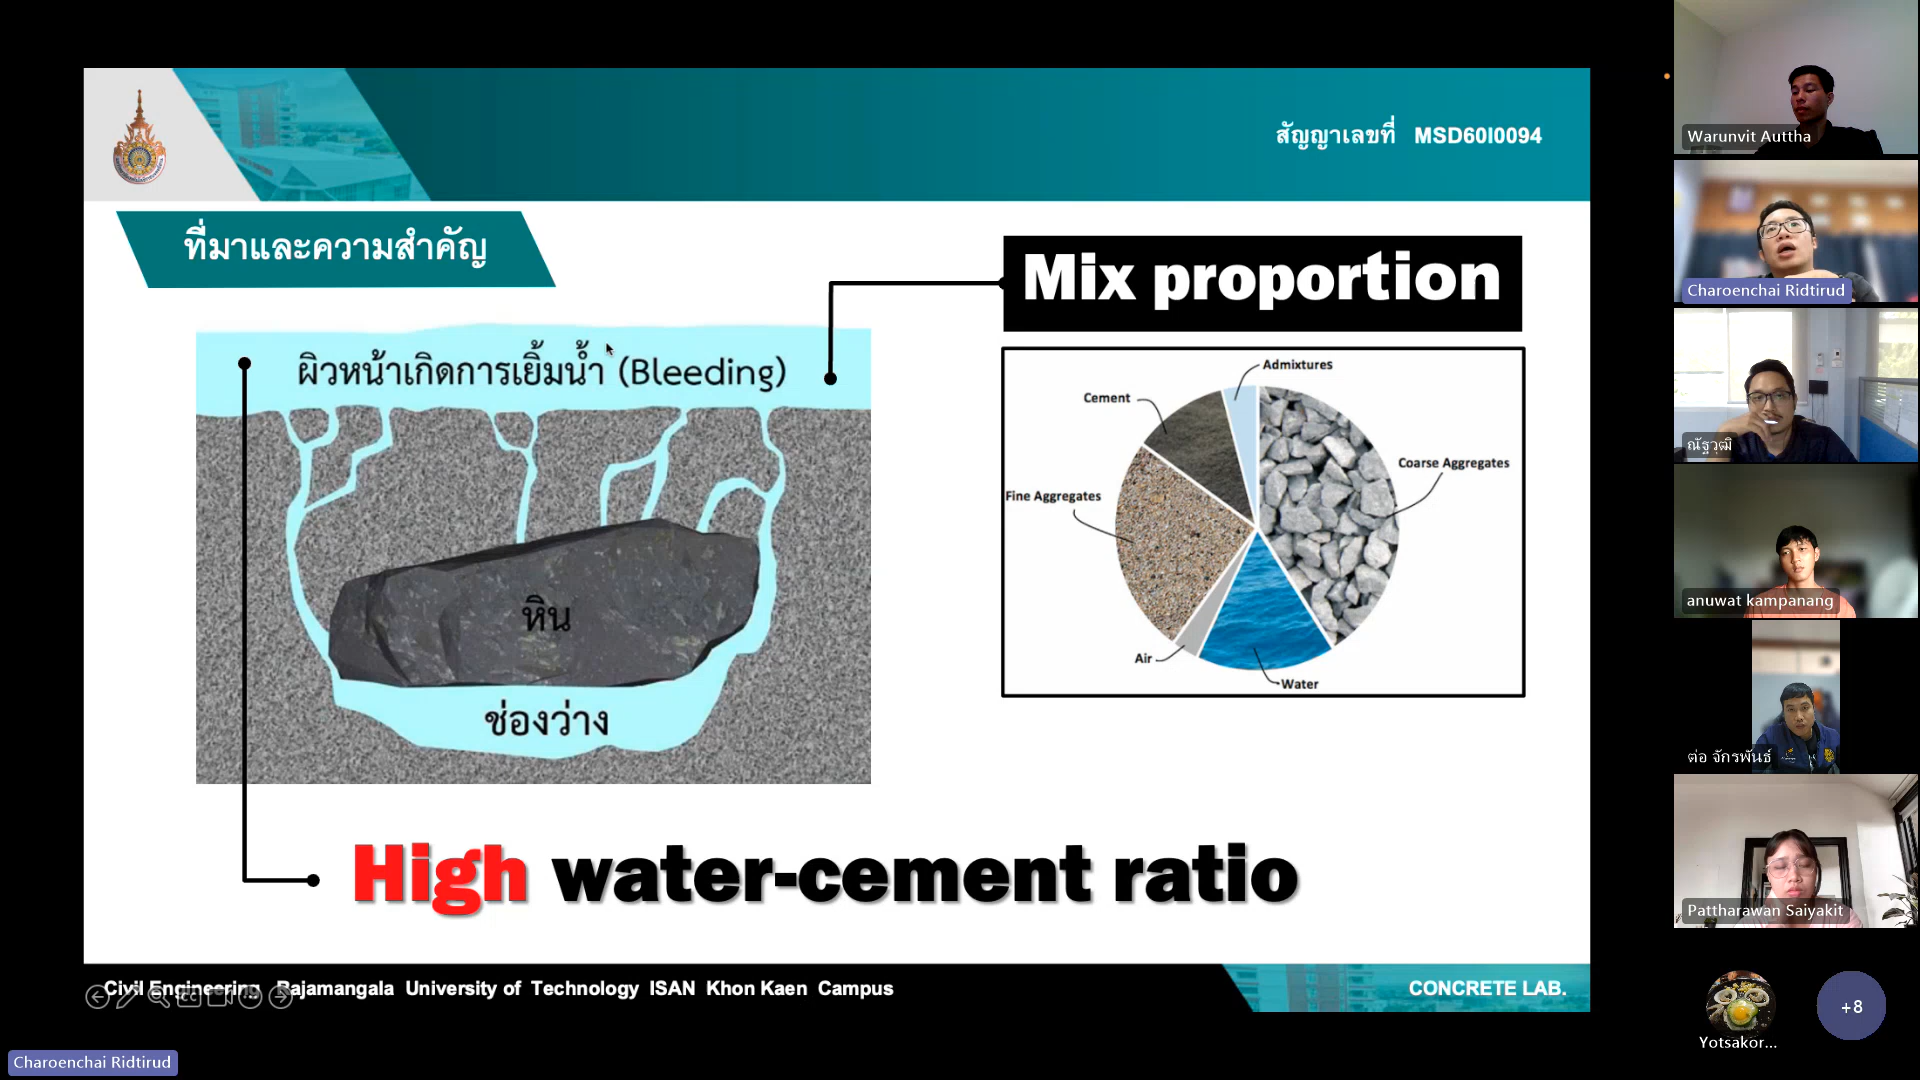 สัญญาเลขที่ MSD60I0094
ที่มาและความสำคัญ
Mix proportion
ผิวหน้าเกิดการเยิ้มน้ำ (Bleeding)
หิน
ช่องว่าง
Admixtures
Cement
Coarse Aggregates
Fine Aggregates
Air
Water
High water-cement ratio
Civil Engineering Rajamangala University of Technology ISAN Khon Kaen Campus
CONCRETE LAB.
Charoenchai Ridtirud
Warunvit Auttha
Charoenchai Ridtirud
ณัฐวุฒิ
anuwat kampanang
ต่อ จักรพันธ์
Pattharawan Saiyakit
Yotsakor...
+8